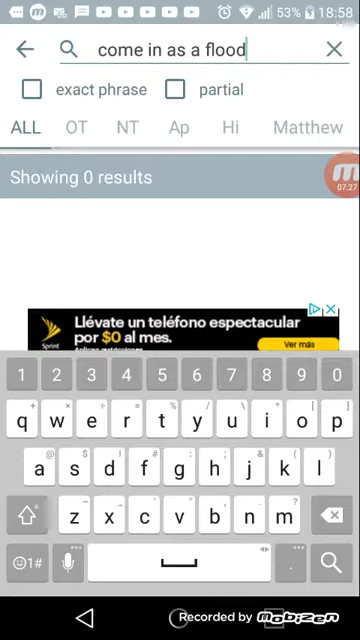 53% 18:58
come in as a flood
exact phrase partial
ALL OT NT Ap Hi Matthew
Showing 0 results
07:27
Llévate un teléfono espectacular
por $0 al mes.
Sprint
Ver más
1 2 3 4 5 6 7 8 9 0
q w e r t y u i o p
a s d f g h j k l
z x c v b n m
1# .
Recorded by Mobizen